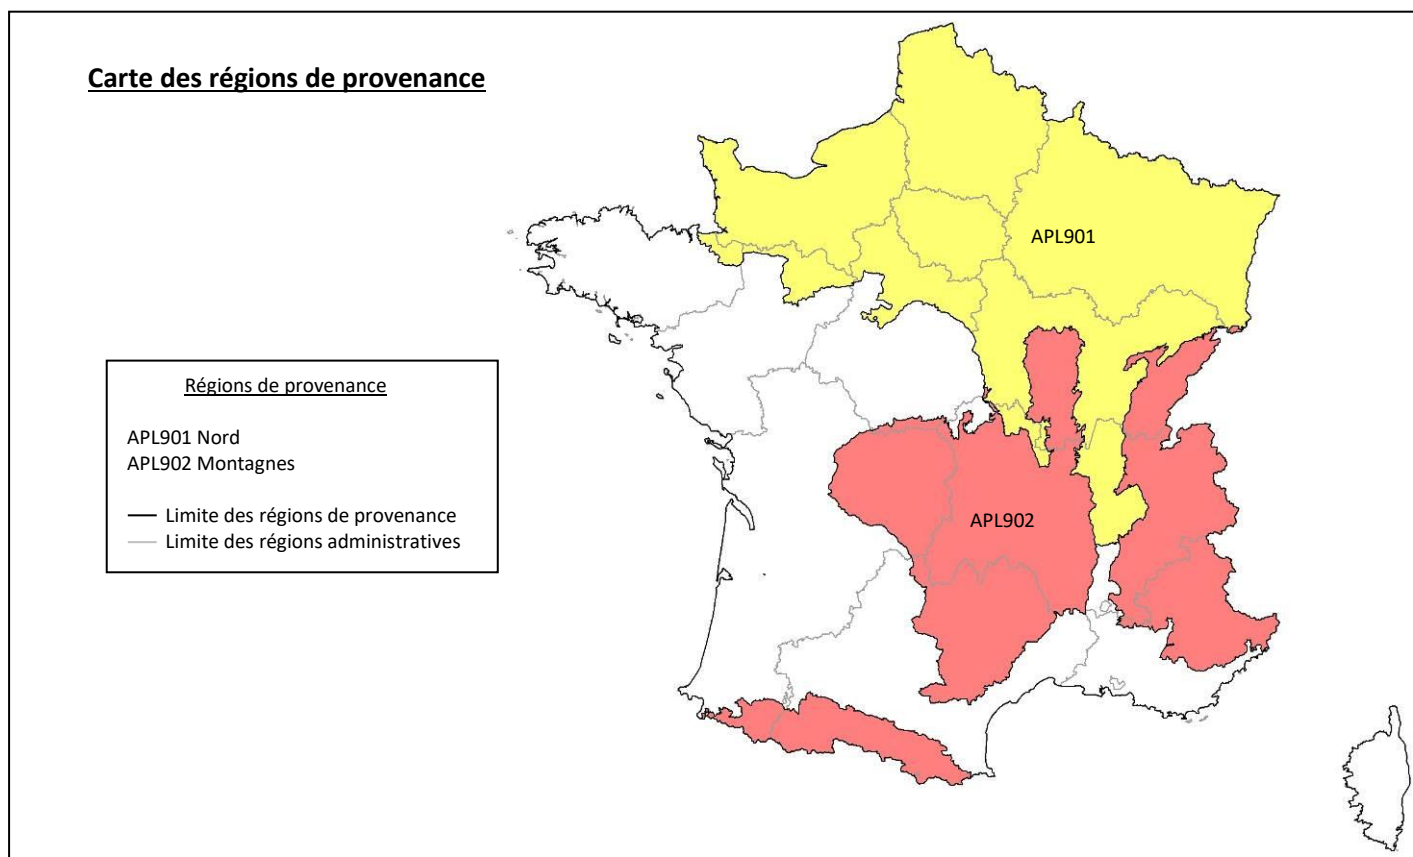 Carte des régions de provenance
APL901
Régions de provenance
APL901 Nord
APL902 Montagnes
Limite des régions de provenance
Limite des régions administratives
APL902